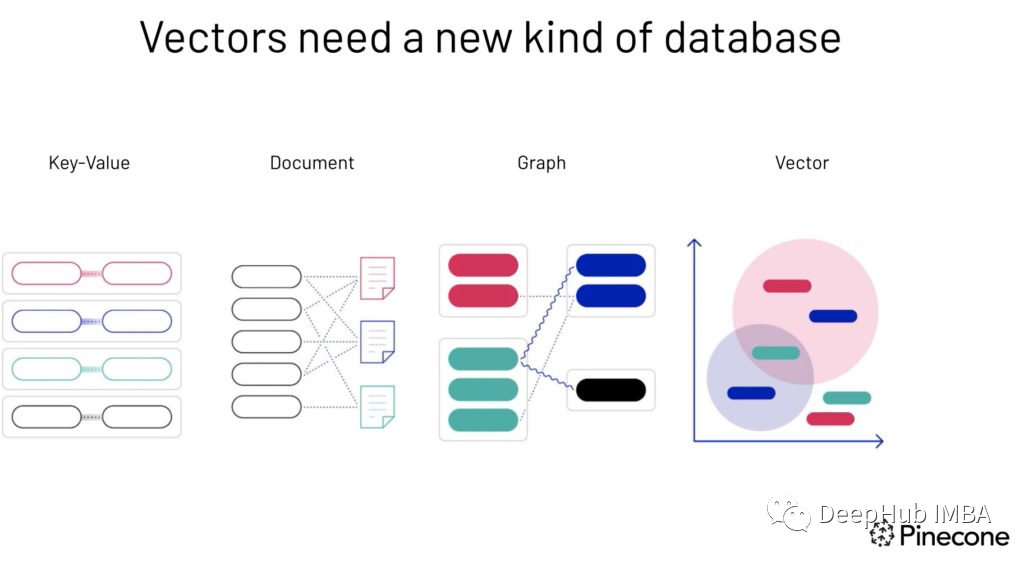 Vectors need a new kind of database
Key-Value
Document
Graph
Vector
DeepHub IMBA
Pinecone